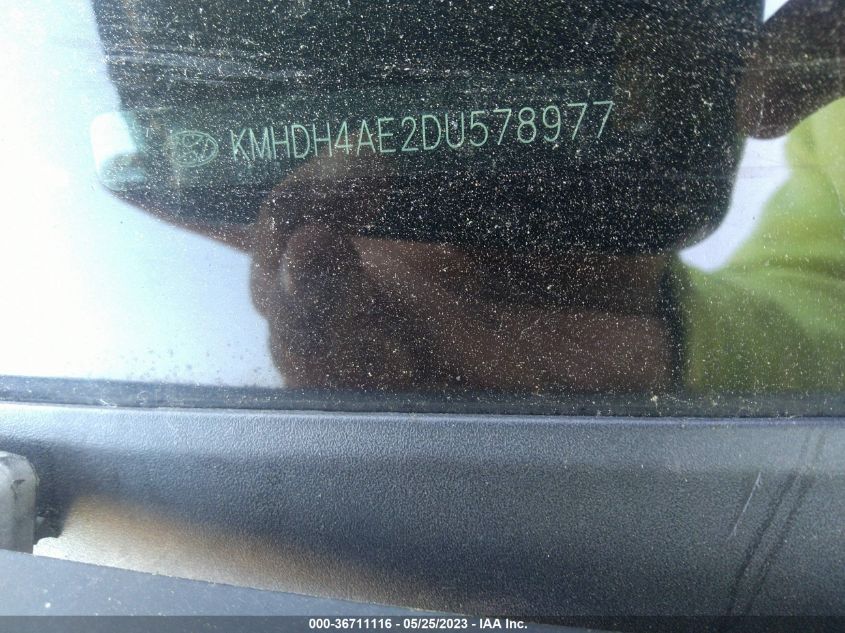 KMHDH4AE2DU578977
000-36711116 - 05/25/2023 - IAA Inc.